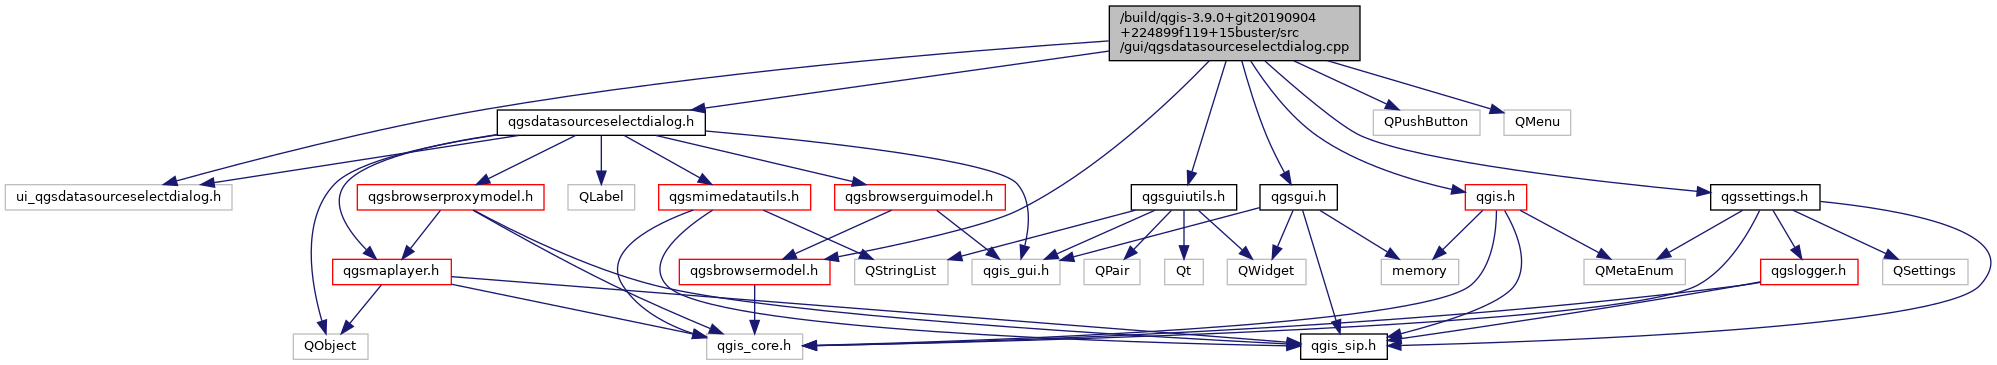 /build/qgis-3.9.0+git20190904
+224899f119+15buster/src
/gui/qgsdatasourceselectdialog.cpp
qgsdatasourceselectdialog.h
QPushButton
QMenu
ui_qgsdatasourceselectdialog.h
qgsbrowserproxymodel.h
QLabel
qgsmimedatautils.h
qgsbrowserguimodel.h
qgsguiutils.h
qgsgui.h
qgis.h
qgssettings.h
qgsmaplayer.h
qgsbrowsermodel.h
QStringList
qgis_gui.h
QPair
Qt
QWidget
memory
QMetaEnum
qgslogger.h
QSettings
QObject
qgis_core.h
qgis_sip.h